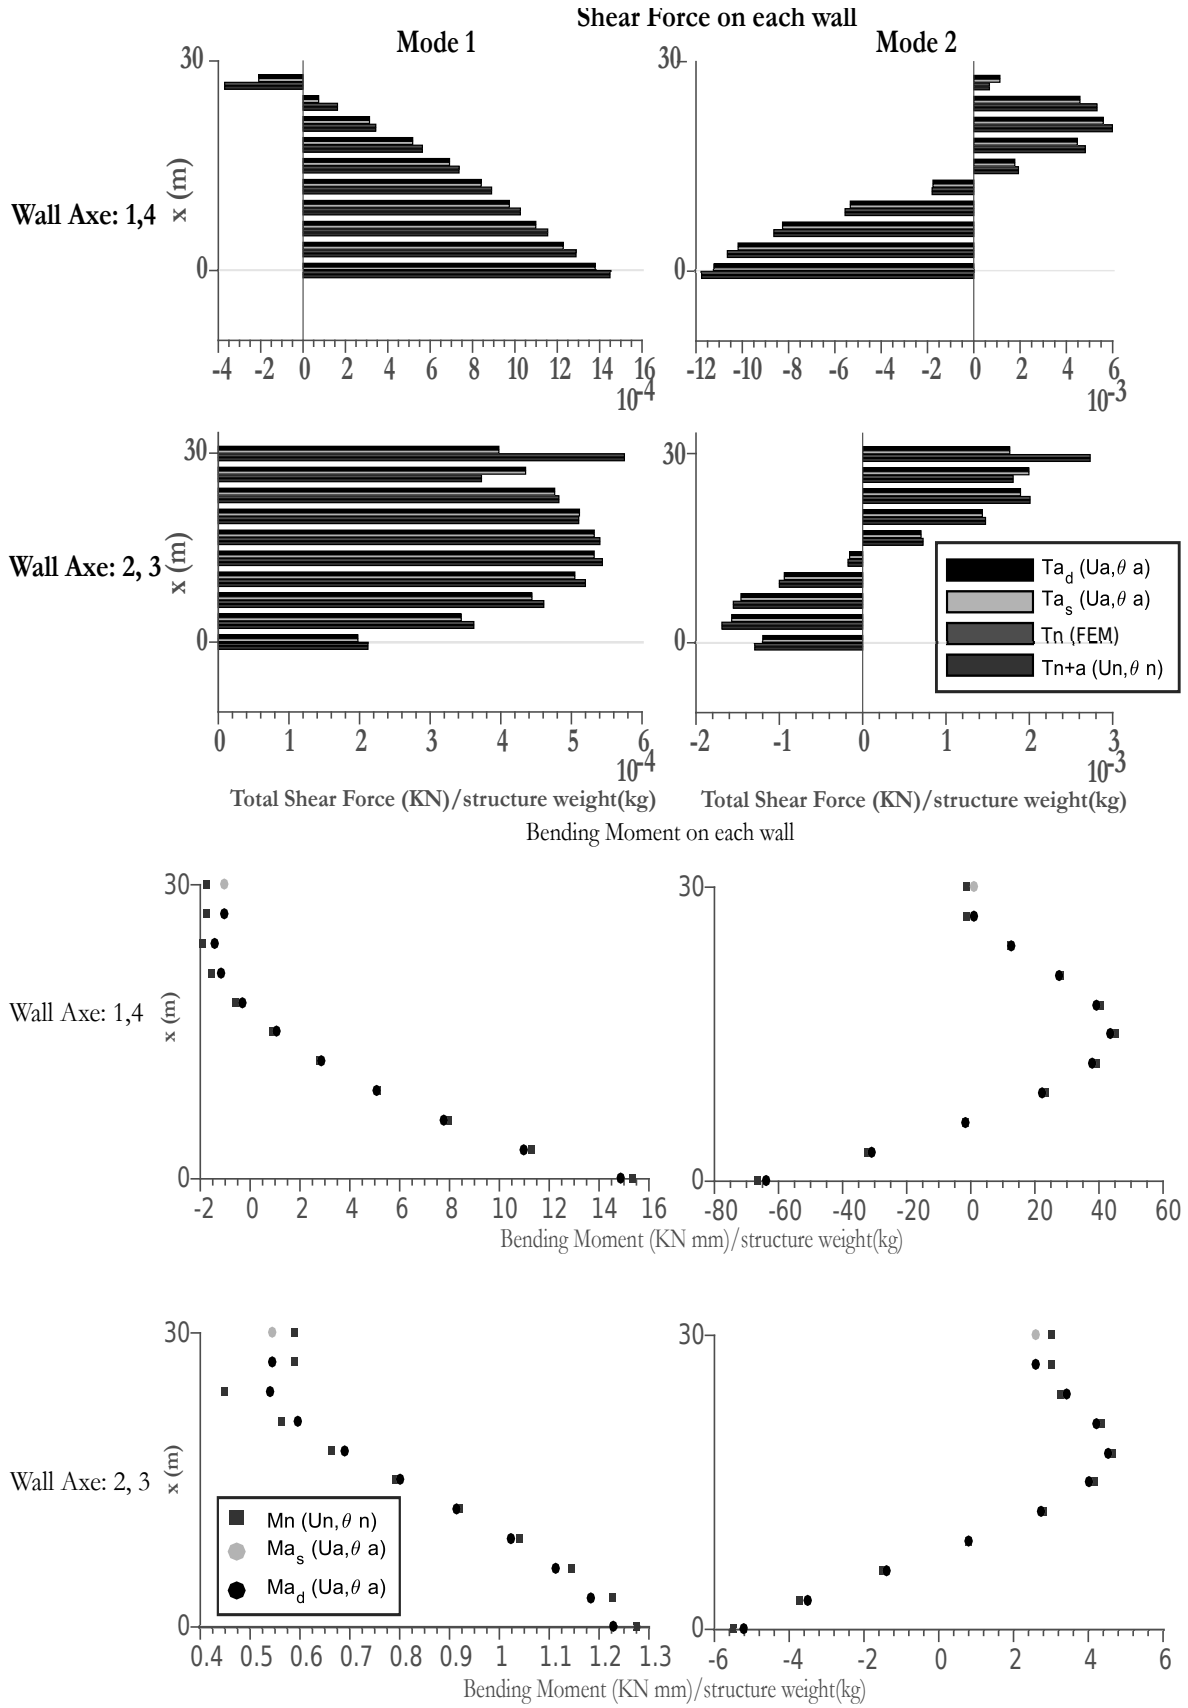 Shear Force on each wall
Mode 1 Mode 2
30 30
x (m)
Wall Axe: 1,4
0 0
-4 -2 0 2 4 6 8 10 12 14 16
10-4
-12 -10 -8 -6 -4 -2 0 2 4 6
10-3
30 30
x (m)
Wall Axe: 2, 3
0 0
Ta d (Ua,θ a)
Ta s (Ua,θ a)
Tn (FEM)
Tn+a (Un,θ n)
0 1 2 3 4 5 6
10-4
-2 -1 0 1 2 3
10-3
Total Shear Force (KN)/structure weight(kg) Total Shear Force (KN)/structure weight(kg)
Bending Moment on each wall
30 30
x (m)
Wall Axe: 1,4
0 0
-2 0 2 4 6 8 10 12 14 16
-80 -60 -40 -20 0 20 40 60
Bending Moment (KN mm)/structure weight(kg)
30 30
x (m)
Wall Axe: 2, 3
Mn (Un,θ n)
Ma s (Ua,θ a)
Ma d (Ua,θ a)
0 0
0.4 0.5 0.6 0.7 0.8 0.9 1 1.1 1.2 1.3
-6 -4 -2 0 2 4 6
Bending Moment (KN mm)/structure weight(kg)